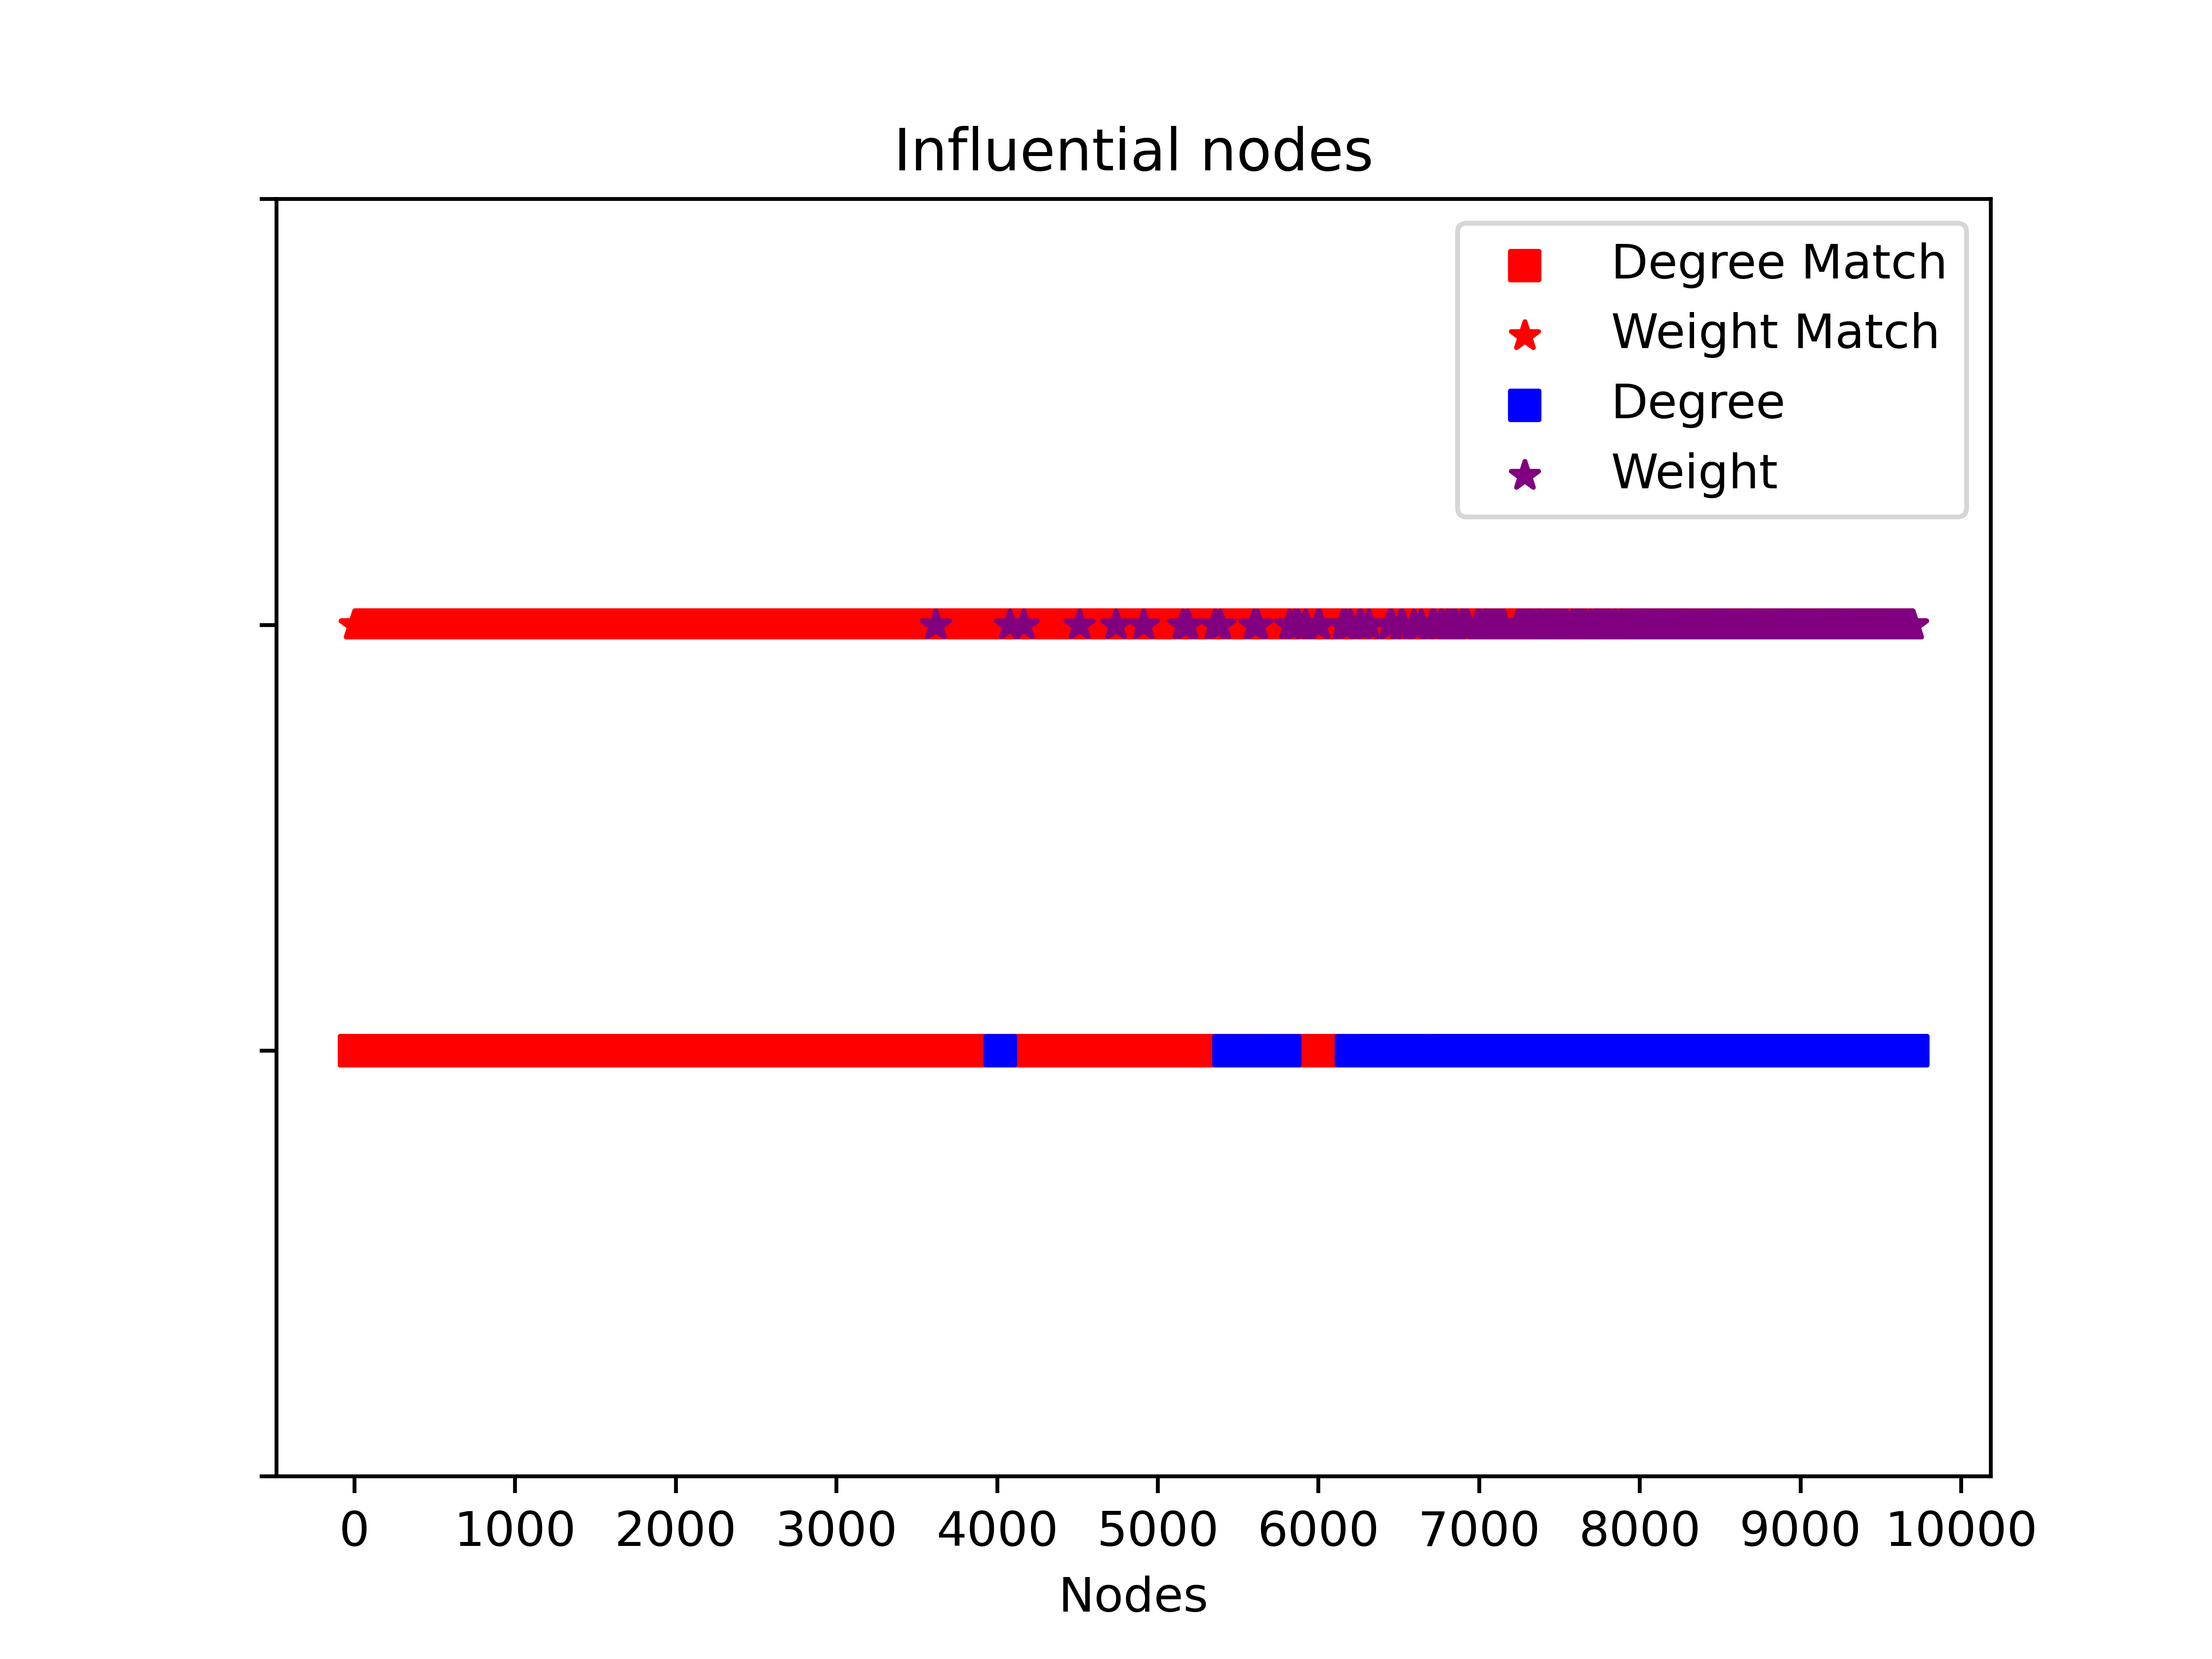 Influential nodes
Degree Match
Weight Match
Degree
Weight
0 1000 2000 3000 4000 5000 6000 7000 8000 9000 10000
Nodes